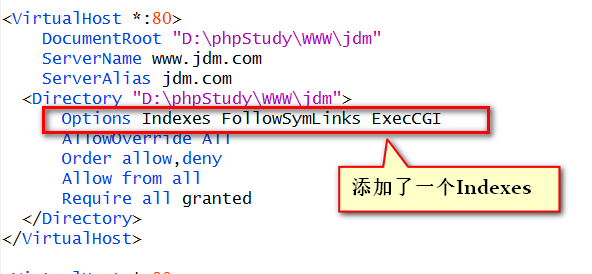 <VirtualHost *:80>
DocumentRoot "D:\phpStudy\WWW\jdm"
ServerName www.jdm.com
ServerAlias jdm.com
<Directory "D:\phpStudy\WWW\jdm">
Options Indexes FollowSymLinks ExecCGI
AllowOverride All
Order allow,deny
Allow from all
Require all granted
</Directory>
</VirtualHost>
添加了一个Indexes